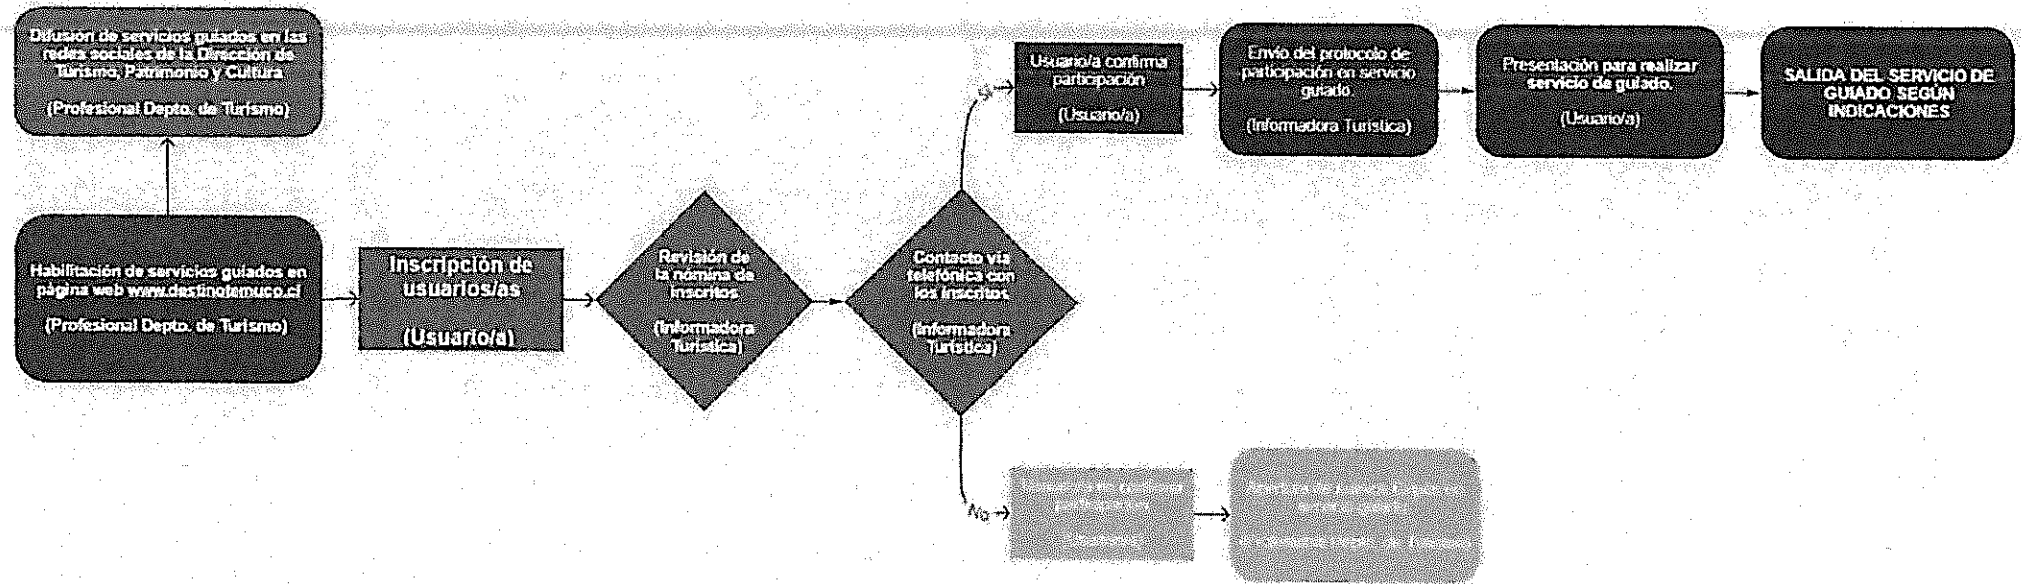 Difusión de servicios guiados en las
redes sociales de la Dirección de
Turismo, Patrimonio y Cultura
(Profesional Depto. de Turismo)
Habilitación de servicios guiados en
página web www.destinotemuco.cl
(Profesional Depto. de Turismo)
Inscripción de
usuarios/as
(Usuario/a)
Revisión de
la nómina de
inscritos
(Informadora
Turística)
Contacto vía
telefónica con
los inscritos
(Informadora
Turística)
Usuario/a confirma
participación
(Usuario/a)
Envío del protocolo de
participación en servicio
guiado
(Informadora Turística)
Presentación para realizar
servicio de guiado.
(Usuario/a)
SALIDA DEL SERVICIO DE
GUIADO SEGÚN
INDICACIONES
No
participación